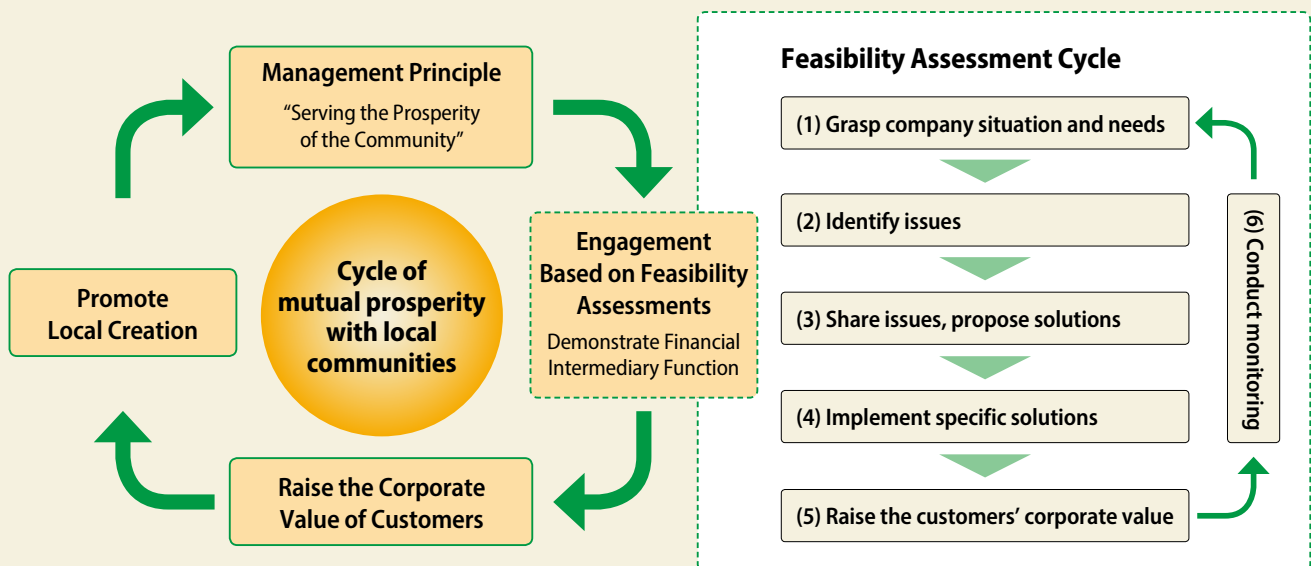 Management Principle
“Serving the Prosperity
of the Community”
Engagement
Based on Feasibility
Assessments
Demonstrate Financial
Intermediary Function
Raise the Corporate
Value of Customers
Promote
Local Creation
Cycle of
mutual prosperity
with local
communities
Feasibility Assessment Cycle
(1) Grasp company situation and needs
(2) Identify issues
(3) Share issues, propose solutions
(4) Implement specific solutions
(5) Raise the customers’ corporate value
(6) Conduct monitoring